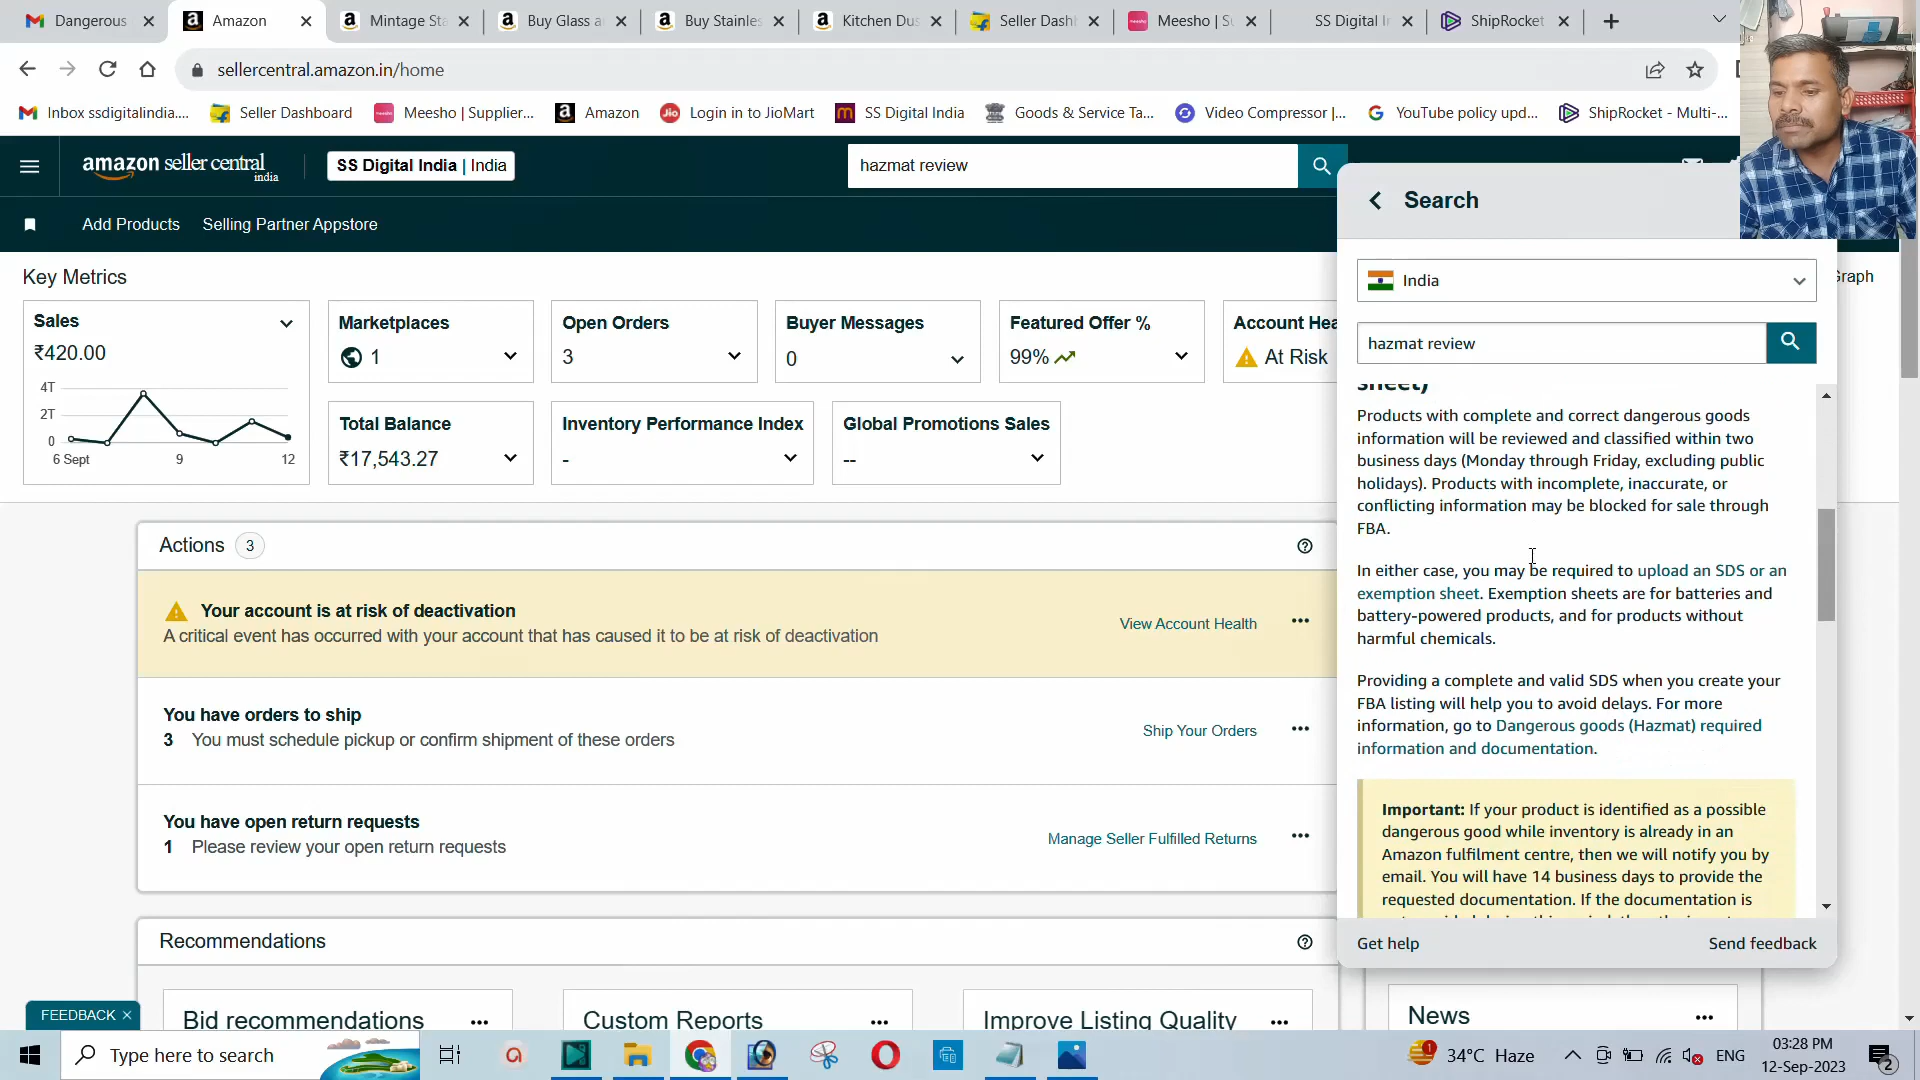 Dangerous
Amazon
Mintage Sta
Buy Glass a
Buy Stainles
Kitchen Dus
Seller Dash
Meesho | Su
SS Digital I
ShipRocket
sellercentral.amazon.in/home
Inbox ssdigitalindia....
Seller Dashboard
Meesho | Supplier...
Amazon
Login in to JioMart
SS Digital India
Goods & Service Ta...
Video Compressor |...
YouTube policy upd...
ShipRocket - Multi-...
amazon seller central
india
SS Digital India | India
hazmat review
Add Products
Selling Partner Appstore
Key Metrics
Graph
Sales
₹420.00
4T
2T
0
6 Sept
9
12
Marketplaces
1
Open Orders
3
Buyer Messages
0
Featured Offer %
99%
Account Hea
At Risk
Total Balance
₹17,543.27
Inventory Performance Index
-
Global Promotions Sales
--
Actions 3
Your account is at risk of deactivation
A critical event has occurred with your account that has caused it to be at risk of deactivation
View Account Health
You have orders to ship
3 You must schedule pickup or confirm shipment of these orders
Ship Your Orders
You have open return requests
1 Please review your open return requests
Manage Seller Fulfilled Returns
Recommendations
Bid recommendations
Custom Reports
Improve Listing Quality
News
FEEDBACK ×
Search
India
hazmat review
sheet)
Products with complete and correct dangerous goods
information will be reviewed and classified within two
business days (Monday through Friday, excluding public
holidays). Products with incomplete, inaccurate, or
conflicting information may be blocked for sale through
FBA.
In either case, you may be required to upload an SDS or an
exemption sheet. Exemption sheets are for batteries and
battery-powered products, and for products without
harmful chemicals.
Providing a complete and valid SDS when you create your
FBA listing will help you to avoid delays. For more
information, go to Dangerous goods (Hazmat) required
information and documentation.
Important: If your product is identified as a possible
dangerous good while inventory is already in an
Amazon fulfilment centre, then we will notify you by
email. You will have 14 business days to provide the
requested documentation. If the documentation is
Get help
Send feedback
Type here to search
34°C Haze
ENG
03:28 PM
12-Sep-2023
2